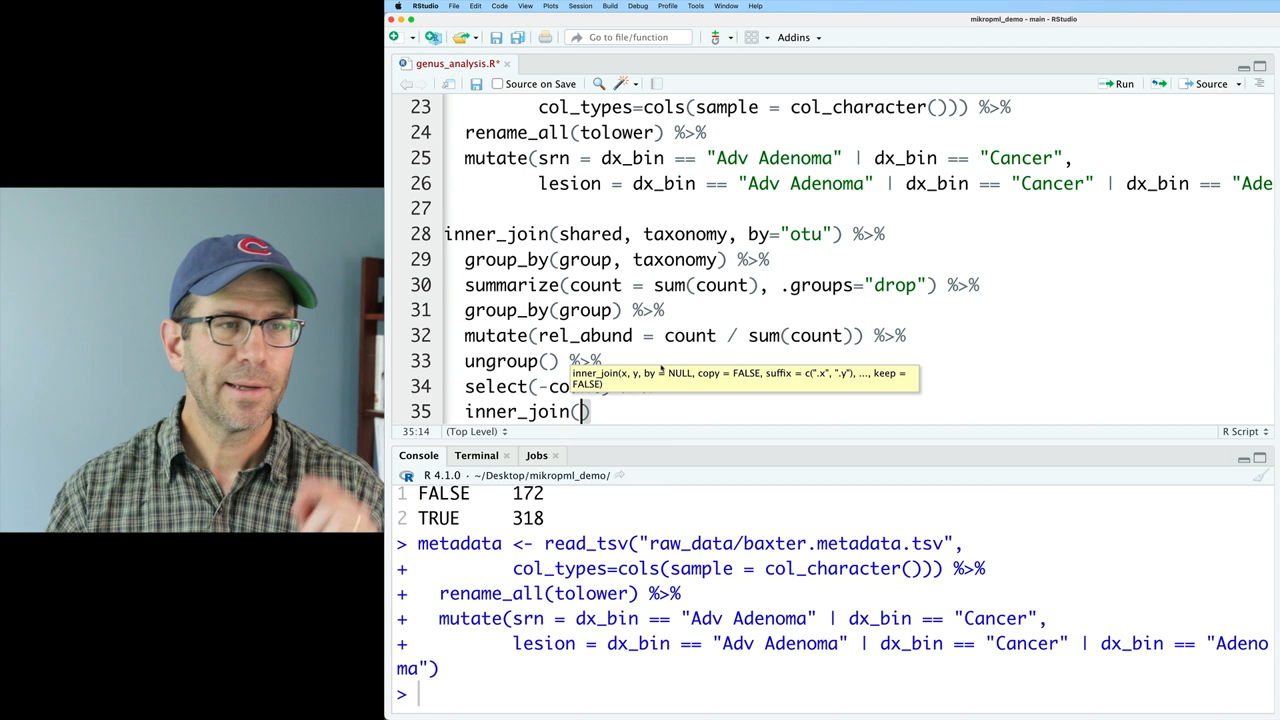 RStudio File Edit Code View Plots Session Build Debug Profile Tools Window Help
mikropml_demo - main - RStudio
Go to file/function Addins
genus_analysis.R*
Source on Save Run Source
23 col_types=cols(sample = col_character())) %>%
24 rename_all(tolower) %>%
25 mutate(srn = dx_bin == "Adv Adenoma" | dx_bin == "Cancer",
26 lesion = dx_bin == "Adv Adenoma" | dx_bin == "Cancer" | dx_bin == "Ade
27
28 inner_join(shared, taxonomy, by="otu") %>%
29 group_by(group, taxonomy) %>%
30 summarize(count = sum(count), .groups="drop") %>%
31 group_by(group) %>%
32 mutate(rel_abund = count / sum(count)) %>%
33 ungroup() %>%
inner_join(x, y, by = NULL, copy = FALSE, suffix = c(".x", ".y"), ..., keep =
FALSE)
34 select(-co
35 inner_join()
35:14 (Top Level) R Script
Console Terminal Jobs
R 4.1.0 · ~/Desktop/mikropml_demo/
1 FALSE 172
2 TRUE 318
> metadata <- read_tsv("raw_data/baxter.metadata.tsv",
+ col_types=cols(sample = col_character())) %>%
+ rename_all(tolower) %>%
+ mutate(srn = dx_bin == "Adv Adenoma" | dx_bin == "Cancer",
+ lesion = dx_bin == "Adv Adenoma" | dx_bin == "Cancer" | dx_bin == "Adeno
ma")
>